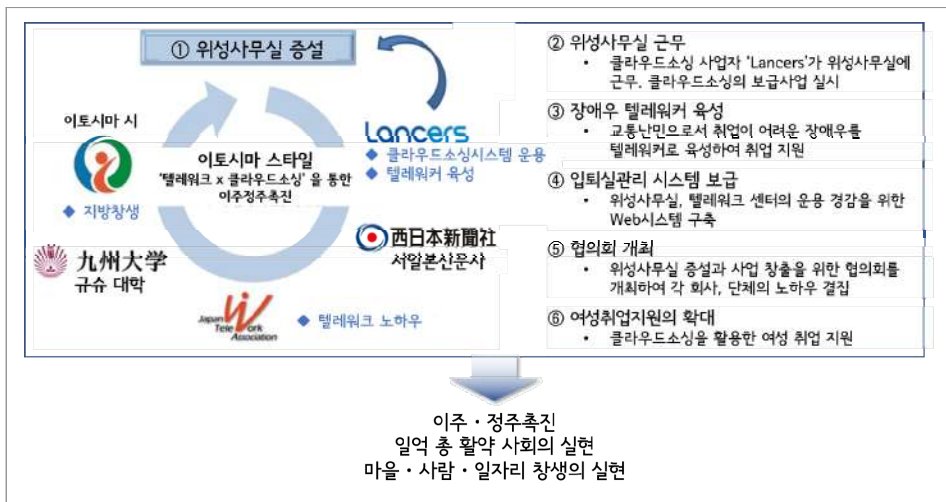 ① 위성사무실 증설
이토시마 시
◆ 지방창생
九州大学
규슈 대학
이토시마 스타일
'텔레워크 x 클라우드소싱' 을 통한
이주정주촉진
Lancers
◆ 클라우드소싱시스템 운용
◆ 텔레워커 육성
西日本新聞社
서일본산문사
Japan
Tele Work
Association
◆ 텔레워크 노하우
② 위성사무실 근무
• 클라우드소싱 사업자 'Lancers'가 위성사무실에
근무. 클라우드소싱의 보급사업 실시
③ 장애우 텔레워커 육성
• 교통난민으로서 취업이 어려운 장애우를
텔레워커로 육성하여 취업 지원
④ 입퇴실관리 시스템 보급
• 위성사무실, 텔레워크 센터의 운용 경감을 위한
Web시스템 구축
⑤ 협의회 개최
• 위성사무실 증설과 사업 창출을 위한 협의회를
개최하여 각 회사, 단체의 노하우 결집
⑥ 여성취업지원의 확대
• 클라우드소싱을 활용한 여성 취업 지원
이주・정주촉진
일억 총 활약 사회의 실현
마을・사람・일자리 창생의 실현